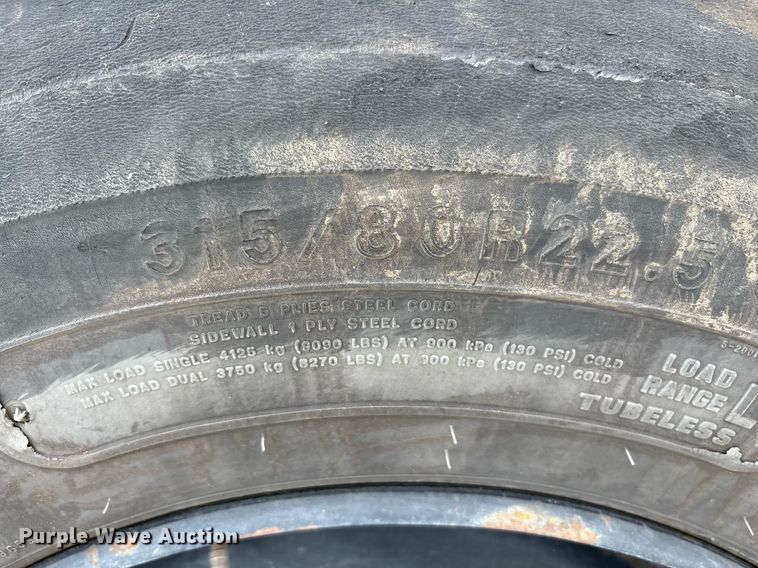 315/80R22.5
TREAD 5 PLIES STEEL CORD
SIDEWALL 1 PLY STEEL CORD
MAX LOAD SINGLE 4125 kg (9090 LBS) AT 900 kPa (130 PSI) COLD
MAX LOAD DUAL 3750 kg (8270 LBS) AT 900 kPa (130 PSI) COLD
LOAD
RANGE L
TUBELESS
Purple Wave Auction